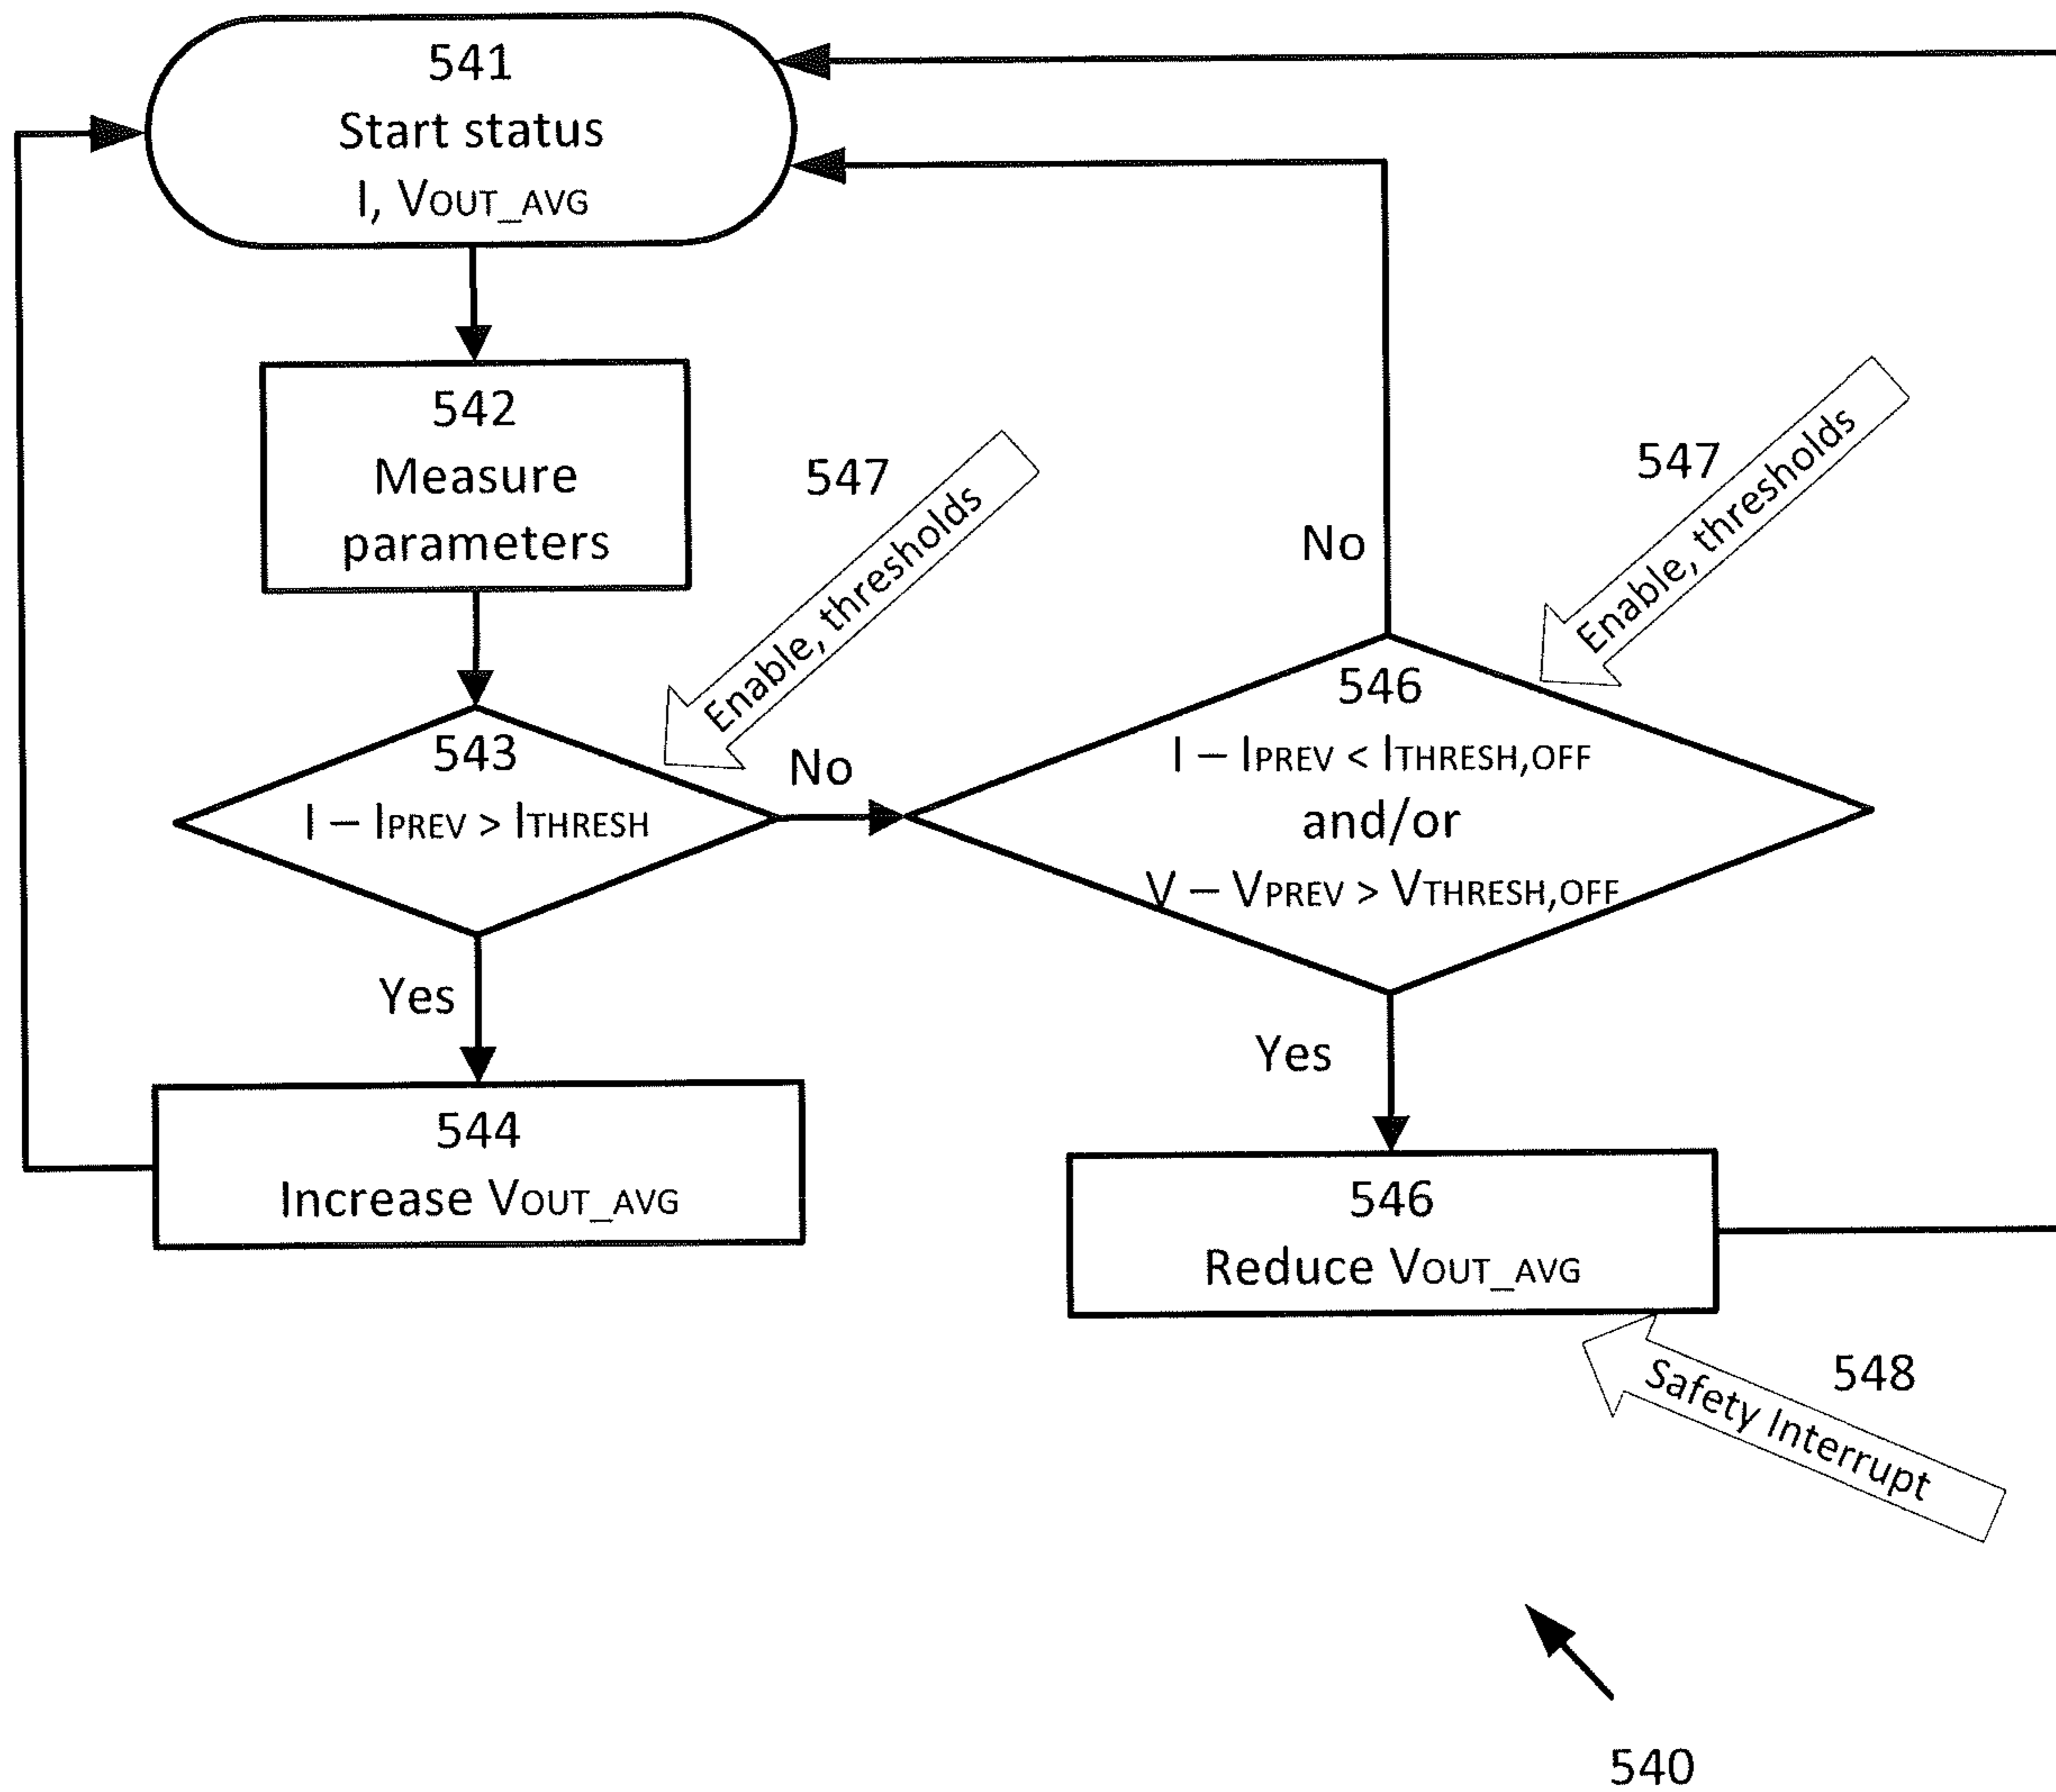 541
Start status
I, VOUT_AVG
542
Measure
parameters
547
Enable, thresholds
547
Enable, thresholds
543
I – IPREV > ITHRESH
No
No
546
I – IPREV < ITHRESH,OFF
and/or
V – VPREV > VTHRESH,OFF
Yes
Yes
544
Increase VOUT_AVG
546
Reduce VOUT_AVG
548
Safety Interrupt
540